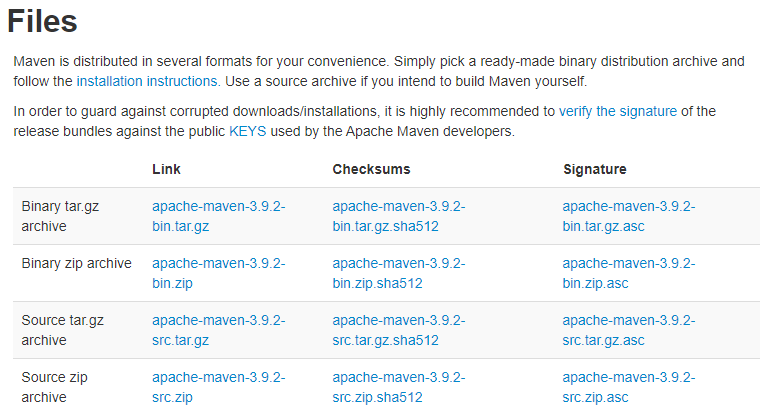 Files
Maven is distributed in several formats for your convenience. Simply pick a ready-made binary distribution archive and
follow the installation instructions. Use a source archive if you intend to build Maven yourself.
In order to guard against corrupted downloads/installations, it is highly recommended to verify the signature of the
release bundles against the public KEYS used by the Apache Maven developers.
Link Checksums Signature
Binary tar.gz apache-maven-3.9.2- apache-maven-3.9.2- apache-maven-3.9.2-
archive bin.tar.gz bin.tar.gz.sha512 bin.tar.gz.asc
Binary zip archive apache-maven-3.9.2- apache-maven-3.9.2- apache-maven-3.9.2-
bin.zip bin.zip.sha512 bin.zip.asc
Source tar.gz apache-maven-3.9.2- apache-maven-3.9.2- apache-maven-3.9.2-
archive src.tar.gz src.tar.gz.sha512 src.tar.gz.asc
Source zip apache-maven-3.9.2- apache-maven-3.9.2- apache-maven-3.9.2-
archive src.zip src.zip.sha512 src.zip.asc